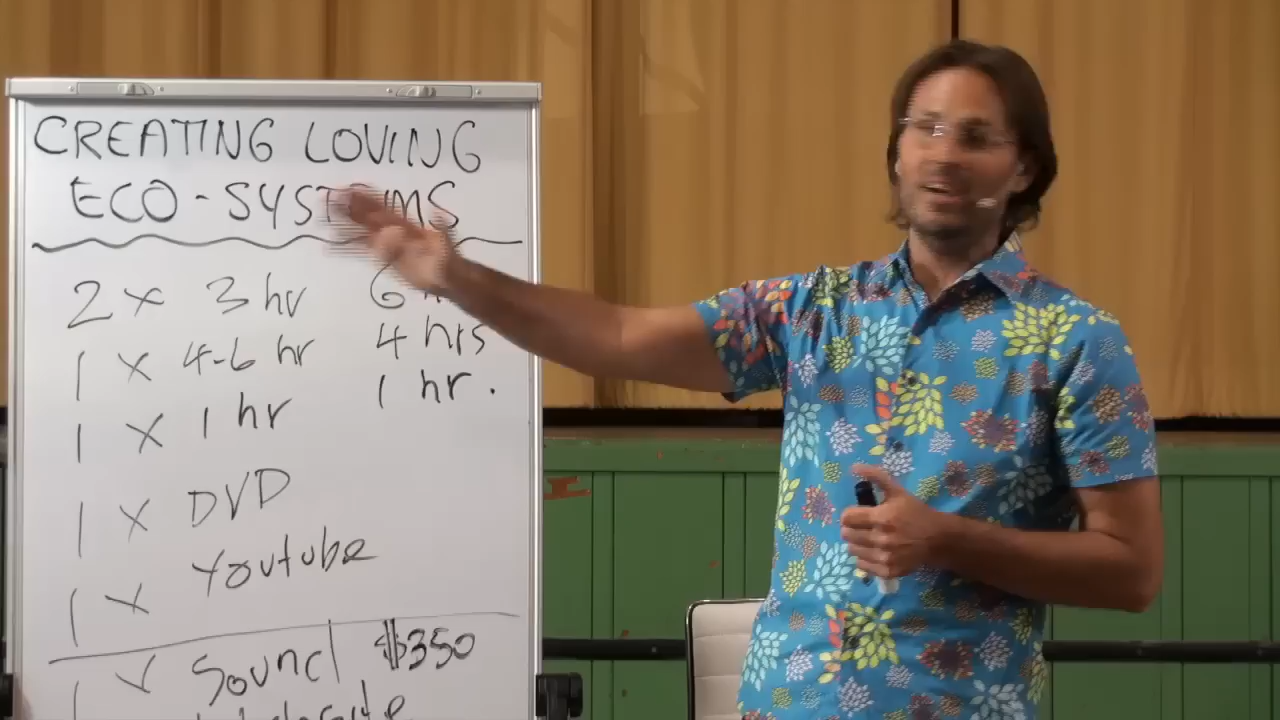 CREATING LOVING
ECO-SYSTEMS
2 x 3 hr 6
1 x 4-6 hr 4 hrs
1 x 1 hr 1 hr.
1 x DVD
1 x Youtube
1 x Sound $350
1